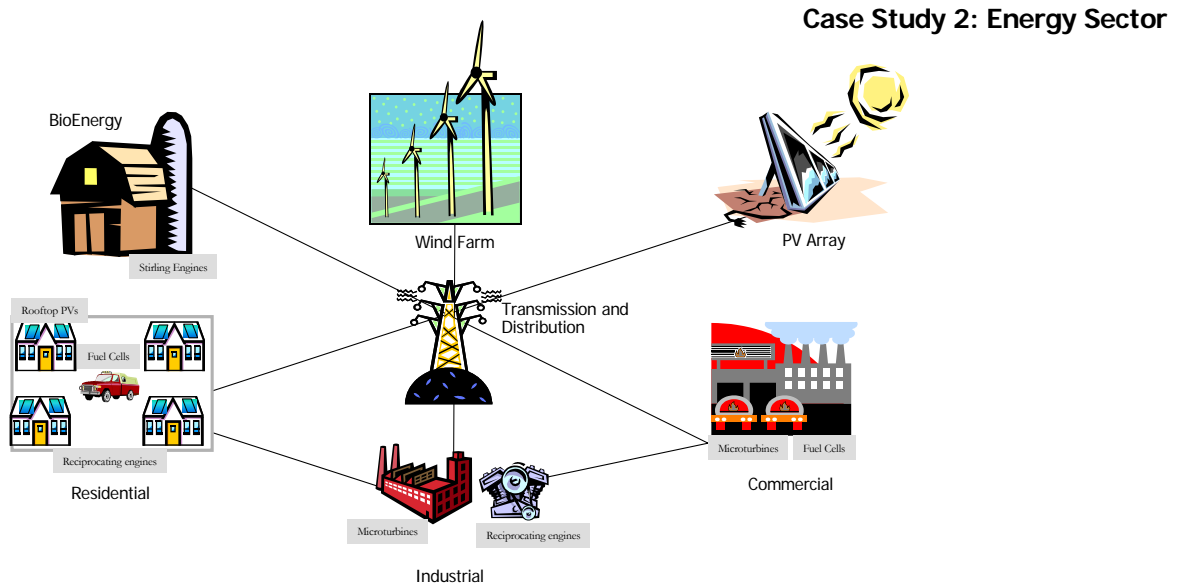 Case Study 2: Energy Sector
BioEnergy
Stirling Engines
Wind Farm
PV Array
Transmission and
Distribution
Rooftop PVs
Fuel Cells
Reciprocating engines
Residential
Microturbines
Reciprocating engines
Industrial
Microturbines
Fuel Cells
Commercial